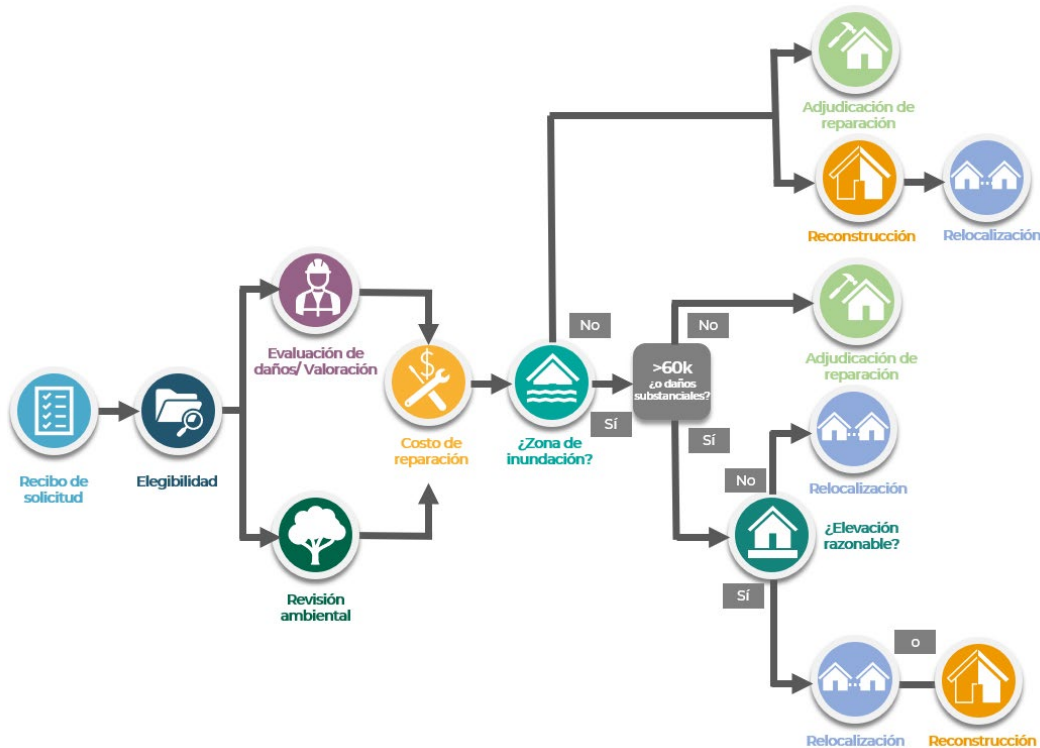 Recibo de
solicitud
Elegibilidad
Evaluación de
daños/ Valoración
Revisión
ambiental
$
Costo de
reparación
¿Zona de
inundación?
No
Sí
Adjudicación de
reparación
Reconstrucción
Relocalización
>60k
¿o daños
substanciales?
No
Sí
Adjudicación de
reparación
¿Elevación
razonable?
No
Relocalización
Sí
Relocalización
o
Reconstrucción